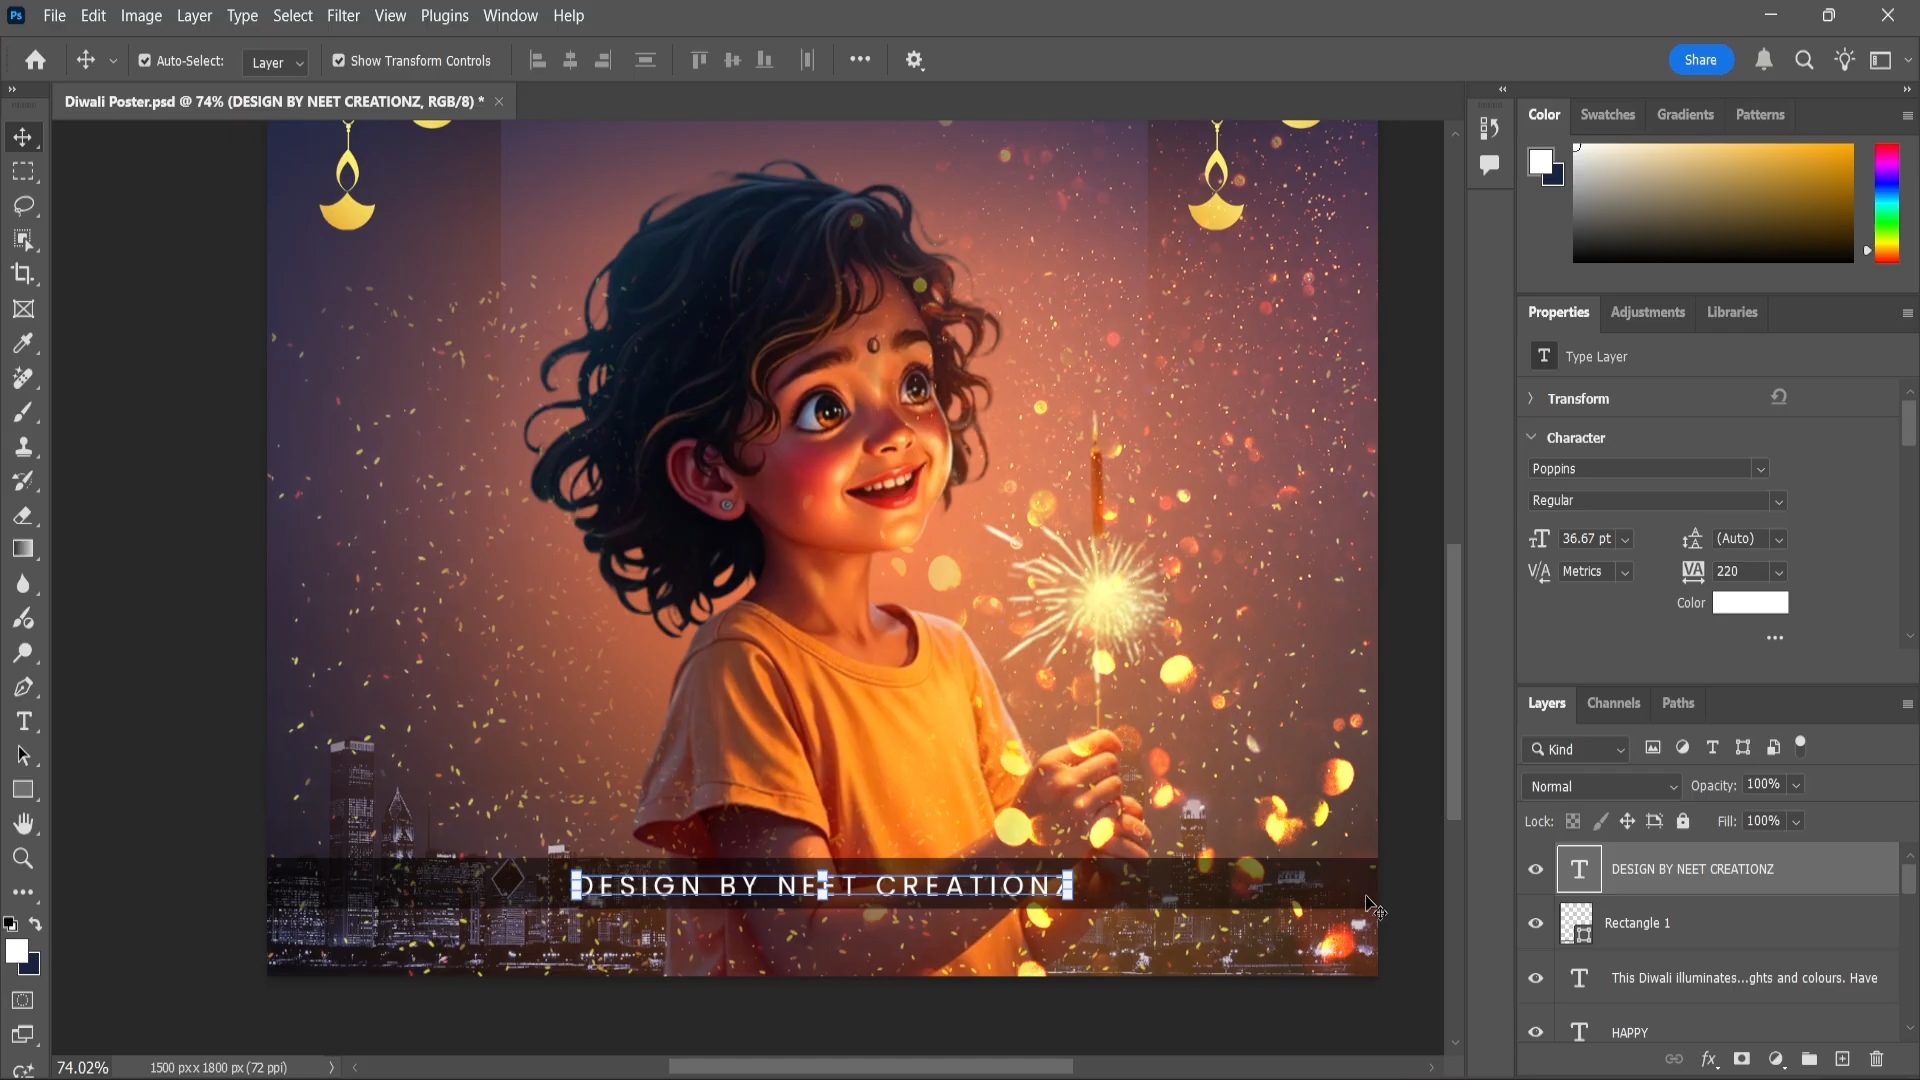 Ps File Edit Image Layer Type Select Filter View Plugins Window Help
Auto-Select: Layer Show Transform Controls Share
Diwali Poster.psd @ 74% (DESIGN BY NEET CREATIONZ, RGB/8) *
Color Swatches Gradients Patterns
Properties Adjustments Libraries
T Type Layer
Transform
Character
Poppins
Regular
36.67 pt (Auto)
Metrics 220
Color
Layers Channels Paths
Kind
Normal Opacity: 100%
Lock: Fill: 100%
T DESIGN BY NEET CREATIONZ
Rectangle 1
T This Diwali illuminates...ghts and colours. Have
T HAPPY
fx
DESIGN BY NEET CREATIONZ
74.02% 1500 px x 1800 px (72 ppi)